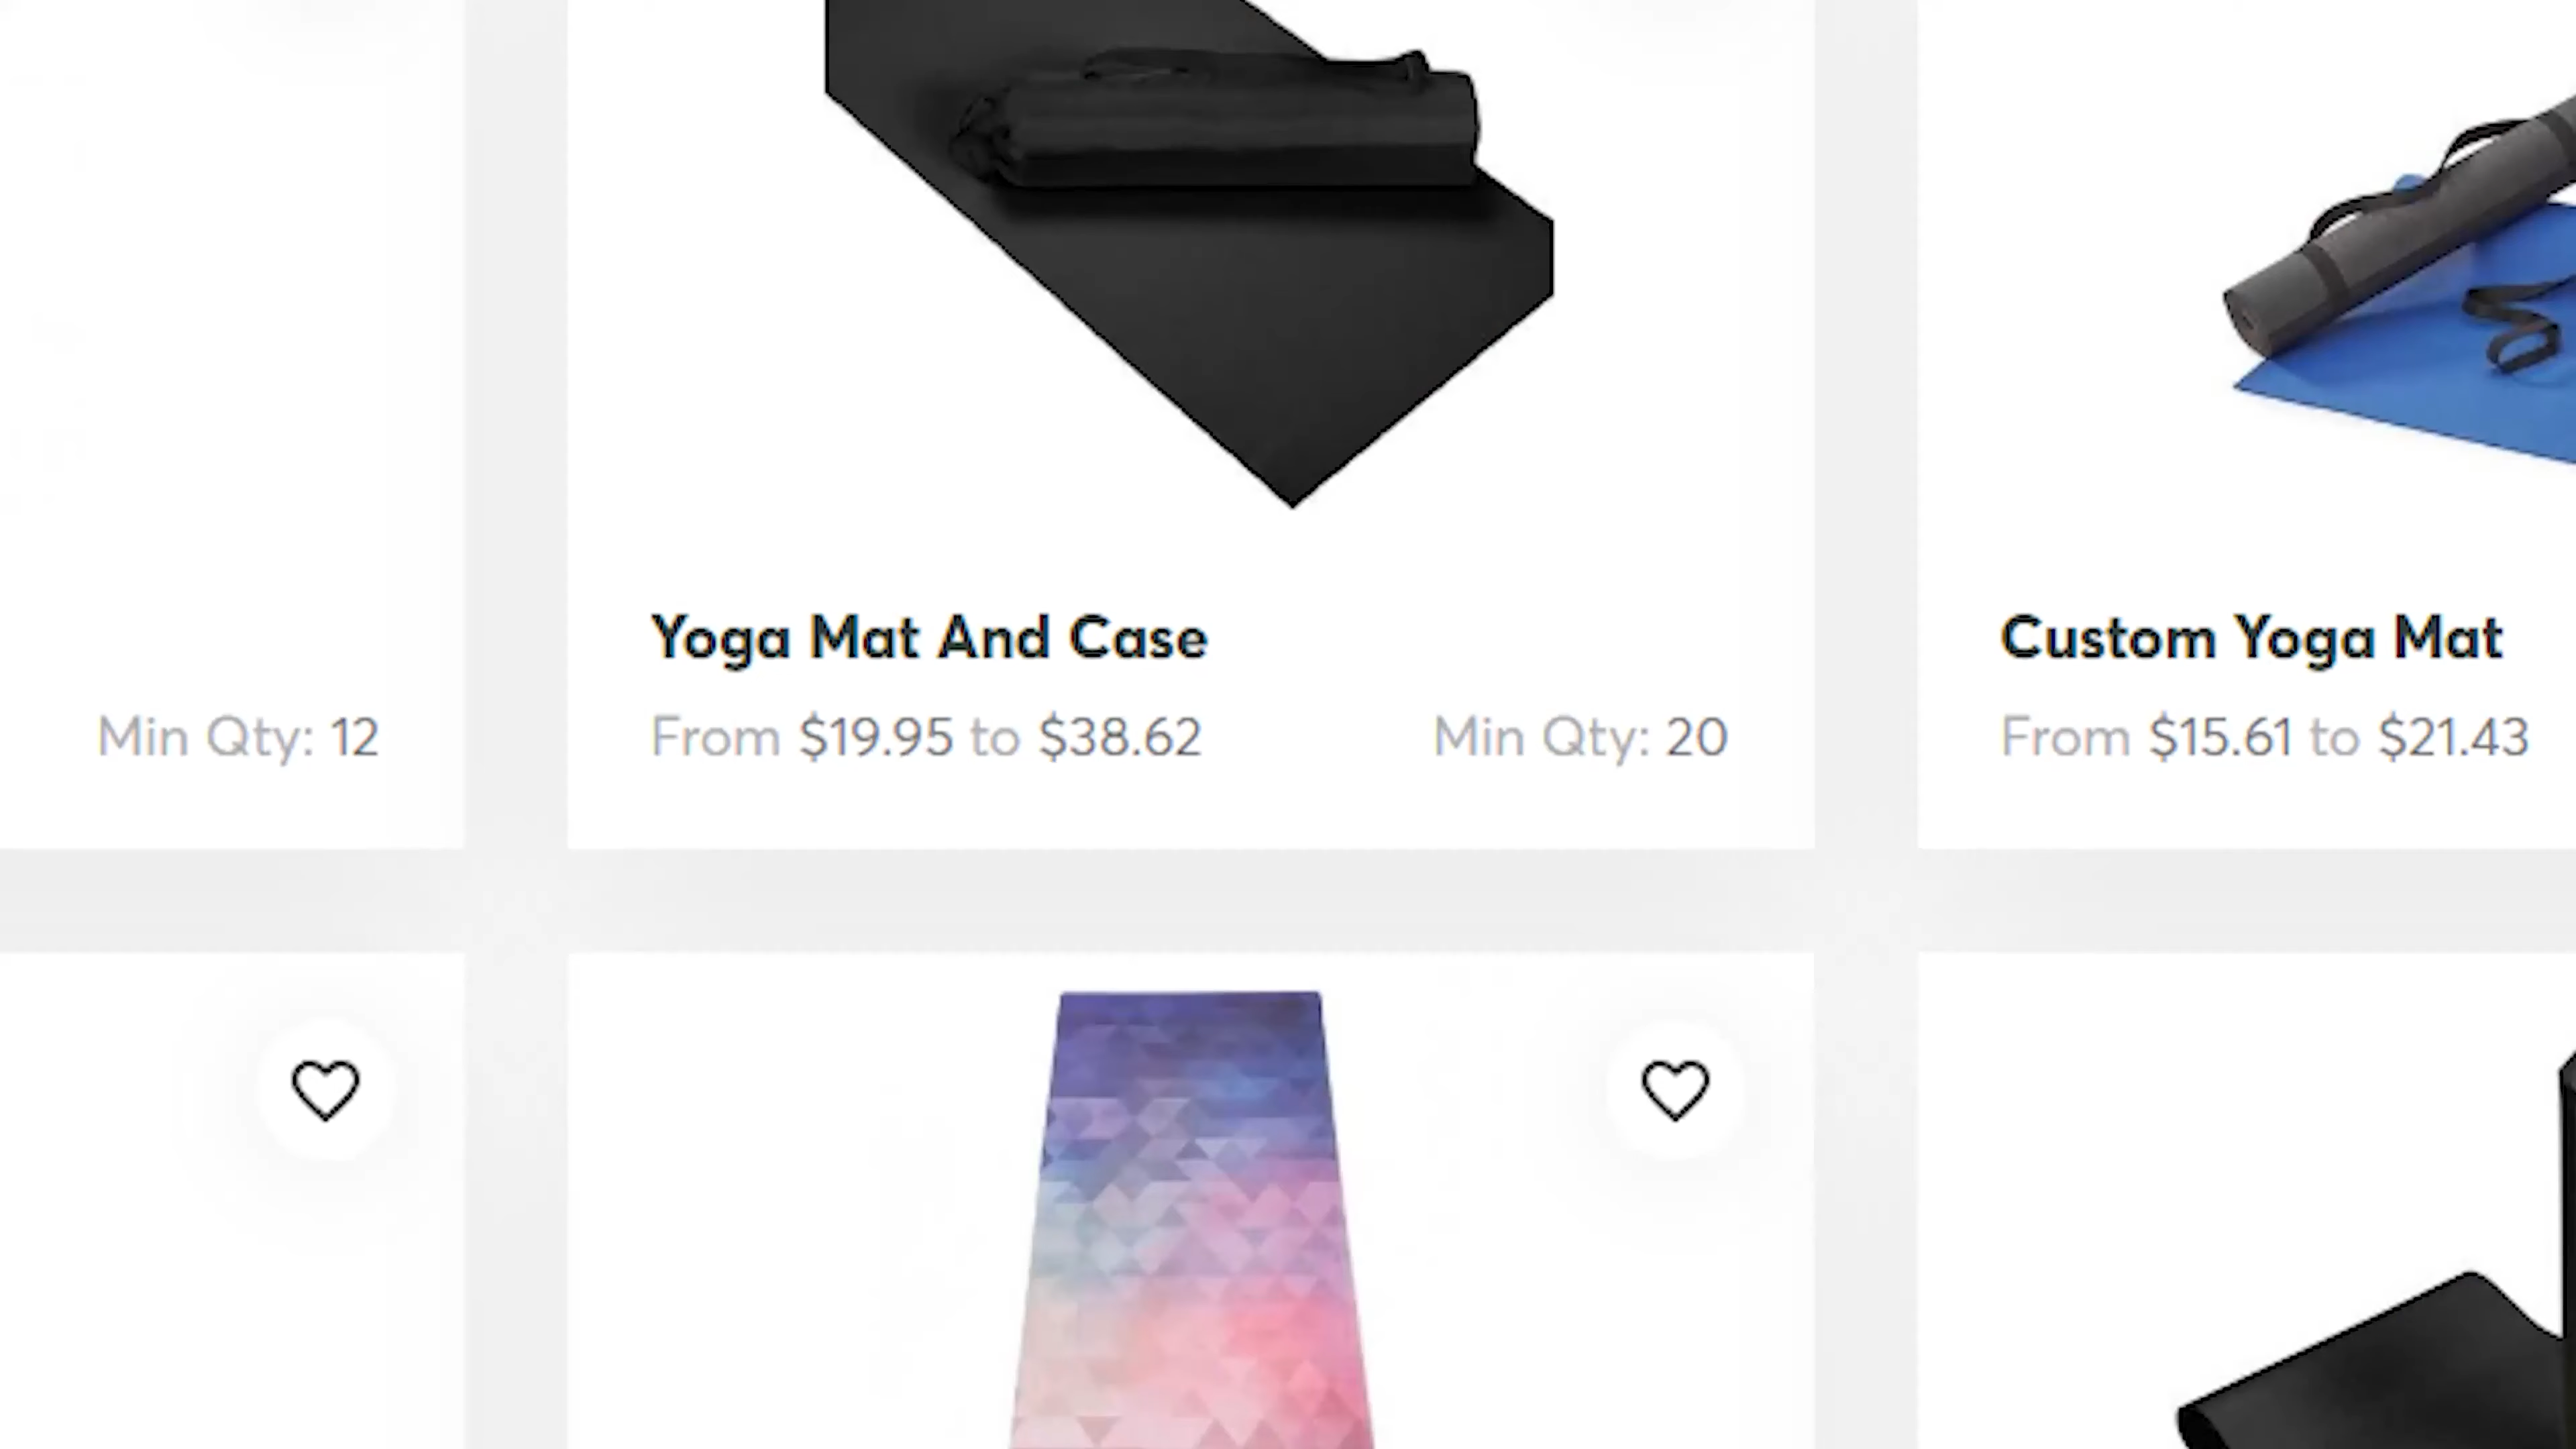 Yoga Mat And Case
Custom Yoga Mat
Min Qty: 12
From $19.95 to $38.62
Min Qty: 20
From $15.61 to $21.43